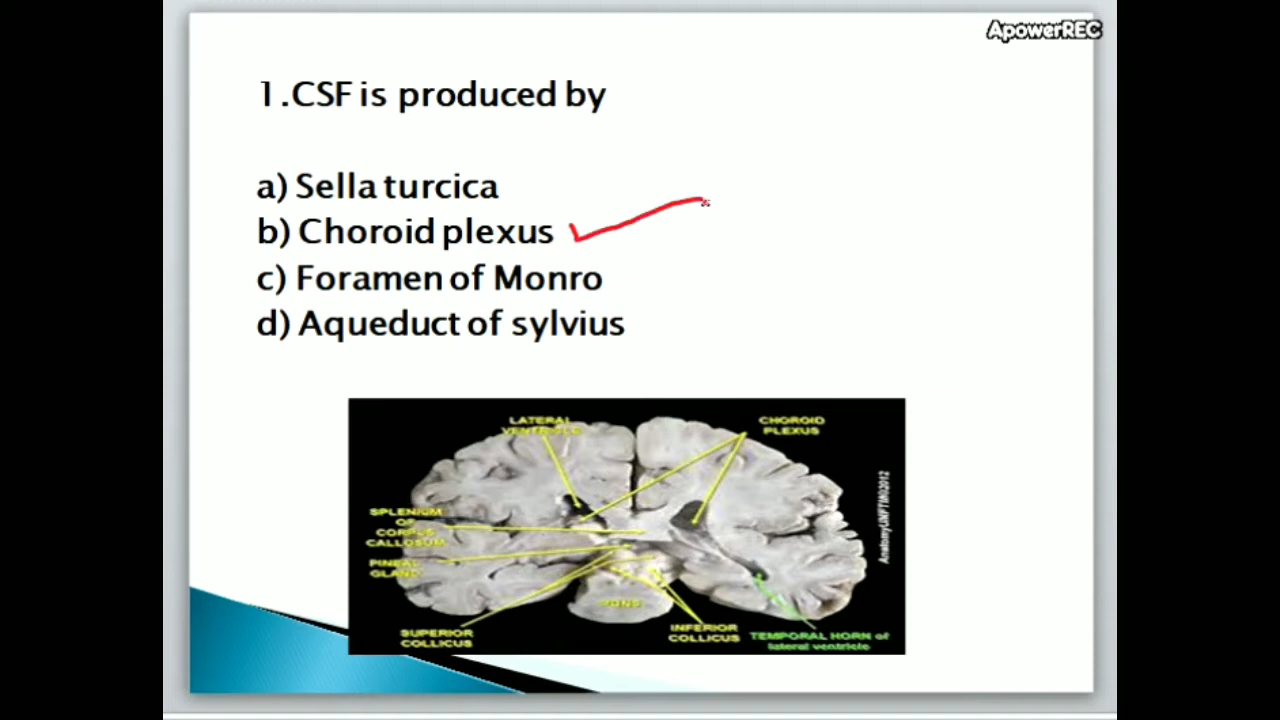 ApowerREC
1.CSF is produced by
a) Sella turcica
b) Choroid plexus
c) Foramen of Monro
d) Aqueduct of sylvius
LATERAL
VENTRICLE
CHOROID
PLEXUS
SPLENIUM
OF
CORPUS
CALLOSUM
PINEAL
GLAND
PONS
SUPERIOR
COLLICUS
INFERIOR
COLLICUS
TEMPORAL HORN of
lateral ventricle